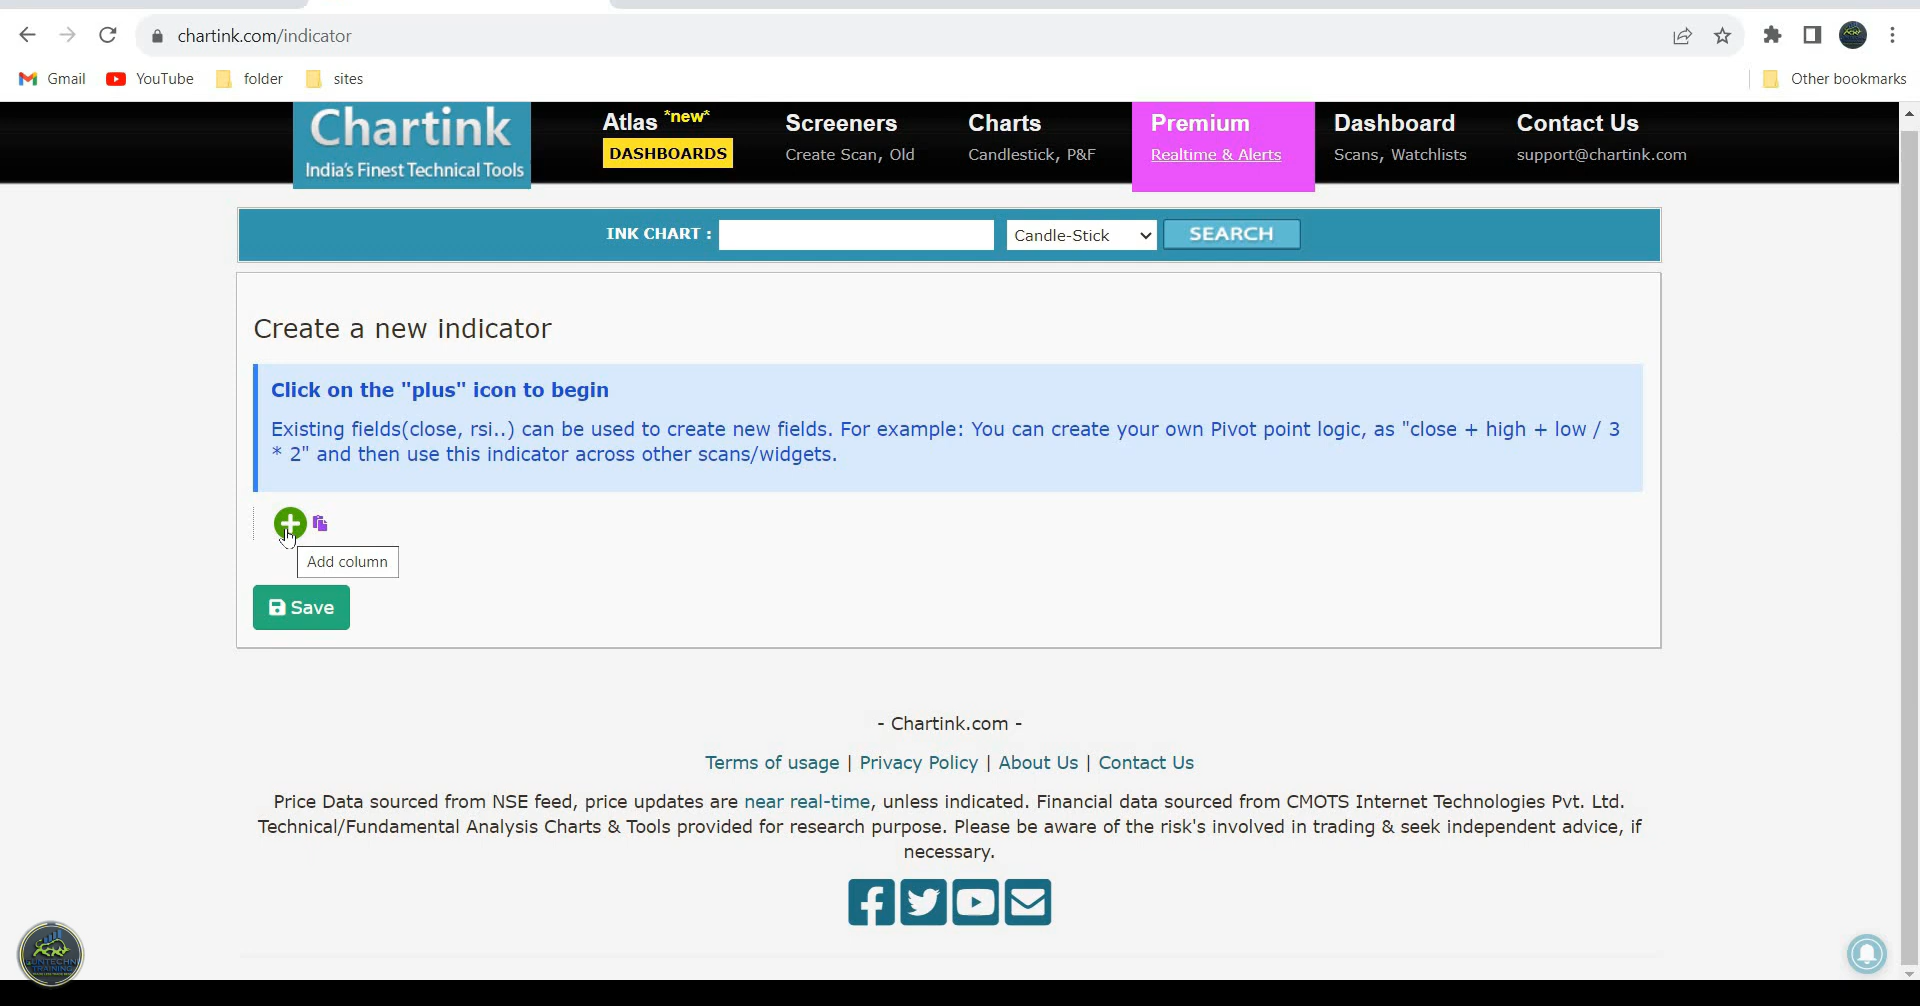 chartink.com/indicator
Gmail YouTube folder sites Other bookmarks
Chartink
India's Finest Technical Tools
Atlas *new*
DASHBOARDS
Screeners
Create Scan, Old
Charts
Candlestick, P&F
Premium
Realtime & Alerts
Dashboard
Scans, Watchlists
Contact Us
support@chartink.com
INK CHART : Candle-Stick SEARCH
Create a new indicator
Click on the "plus" icon to begin
Existing fields(close, rsi..) can be used to create new fields. For example: You can create your own Pivot point logic, as "close + high + low / 3
* 2" and then use this indicator across other scans/widgets.
Add column
Save
- Chartink.com -
Terms of usage | Privacy Policy | About Us | Contact Us
Price Data sourced from NSE feed, price updates are near real-time, unless indicated. Financial data sourced from CMOTS Internet Technologies Pvt. Ltd.
Technical/Fundamental Analysis Charts & Tools provided for research purpose. Please be aware of the risk's involved in trading & seek independent advice, if
necessary.
TRAINING